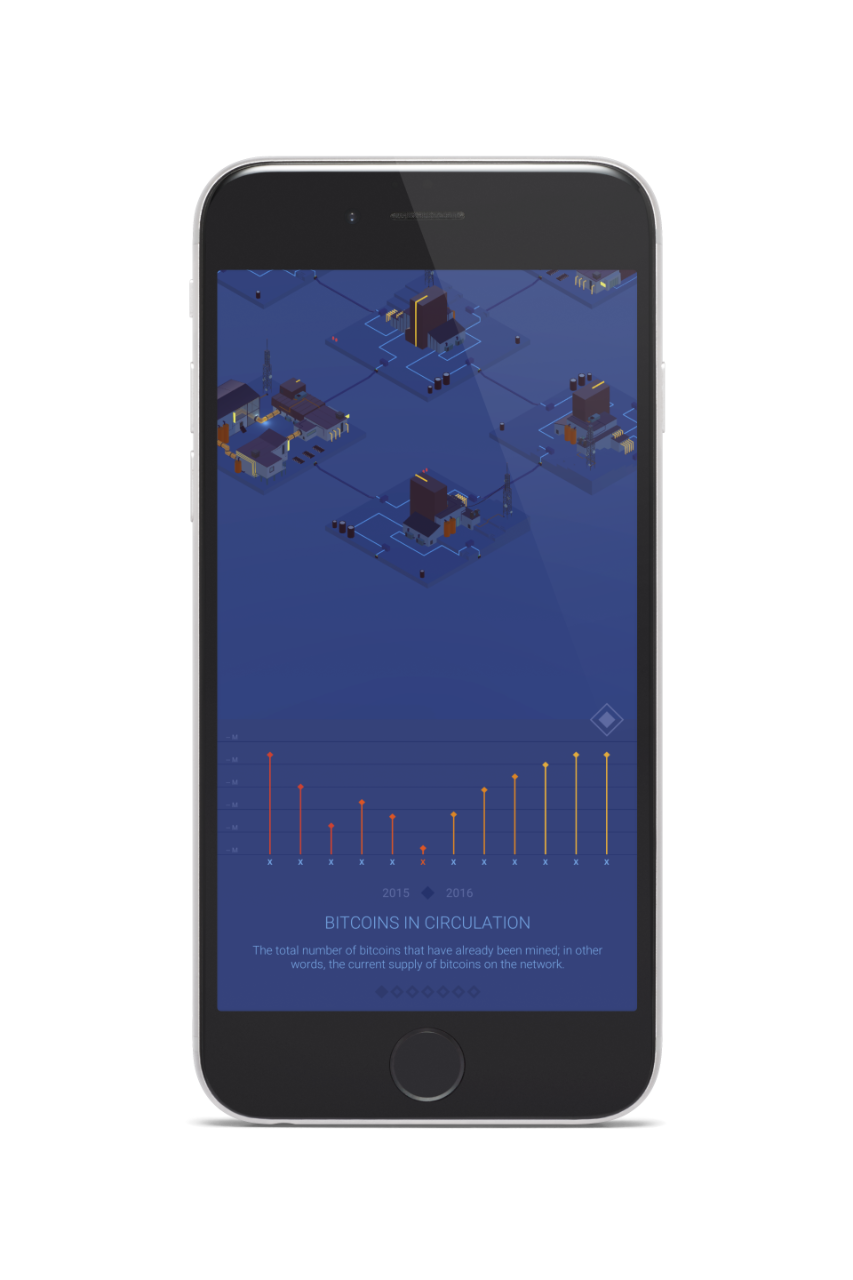 - M
- M
- M
- M
- M
- M
X X X X X X X X X X X X
2015 2016
BITCOINS IN CIRCULATION
The total number of bitcoins that have already been mined; in other
words, the current supply of bitcoins on the network.